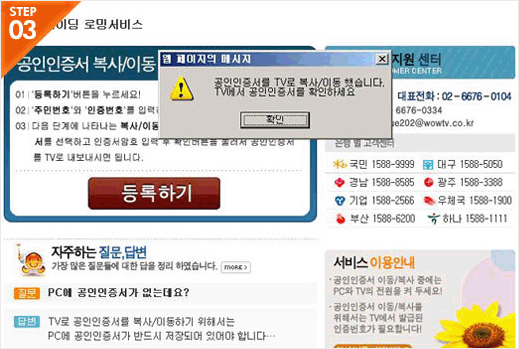 STEP
03
이딩 로밍서비스
공인인증서 복사/이동
01 | '등록하기'버튼을 누르세요!
02 | '주민번호'와 '인증번호'를 입력하
03 | 다음 단계에 나타나는 복사/이동
서를 선택하고 인증서암호 입력 후 확인버튼을 눌러서 공인인증서
를 TV로 내보내시면 됩니다.
등록하기
웹 페이지의 메시지
공인인증서를 TV로 복사/이동 했습니다.
TV에서 공인인증서를 확인하세요
확인
지원 센터
OMER CENTER
대표전화 : 02-6676-0104
6676-0334
ue202@wowtv.co.kr
은행 별 고객센터
국민 1588-9999
대구 1588-5050
경남 1588-8585
광주 1588-3388
기업 1588-2566
우체국 1588-1900
부산 1588-6200
하나 1588-1111
자주하는 질문,답변
가장 많은 질문들에 대한 답을 정리 하였습니다.
more >
질문 PC에 공인인증서가 없는데요?
답변 TV로 공인인증서를 복사/이동하기 위해서는
PC에 공인인증서가 반드시 저장되어 있어야 합니다…
서비스 이용안내
· 공인인증서 이동/복사 중에는
PC와 TV의 전원을 켜 두세요!
· 공인인증서 이동/복사를
위해서는 TV에서 발급된
인증번호가 필요합니다!